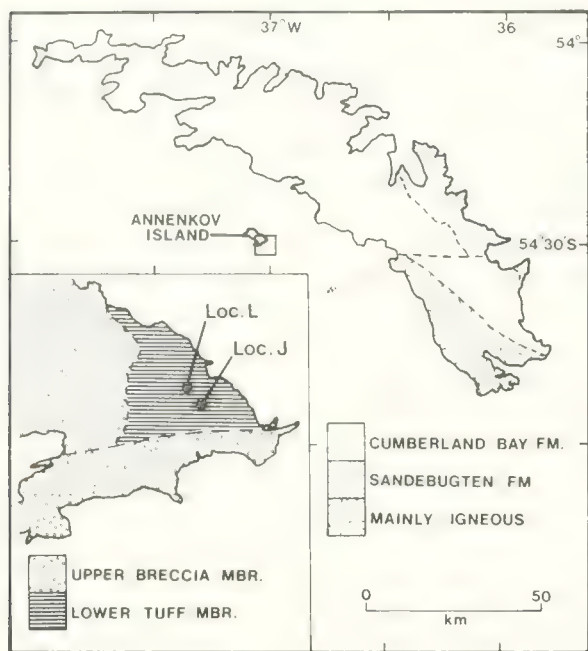 37°W
36
54°
ANNENKOV
ISLAND
54°30'S
Loc. L
Loc. J
CUMBERLAND BAY FM.
SANDEBUGTEN FM
MAINLY IGNEOUS
UPPER BRECCIA MBR.
LOWER TUFF MBR.
0 50
km